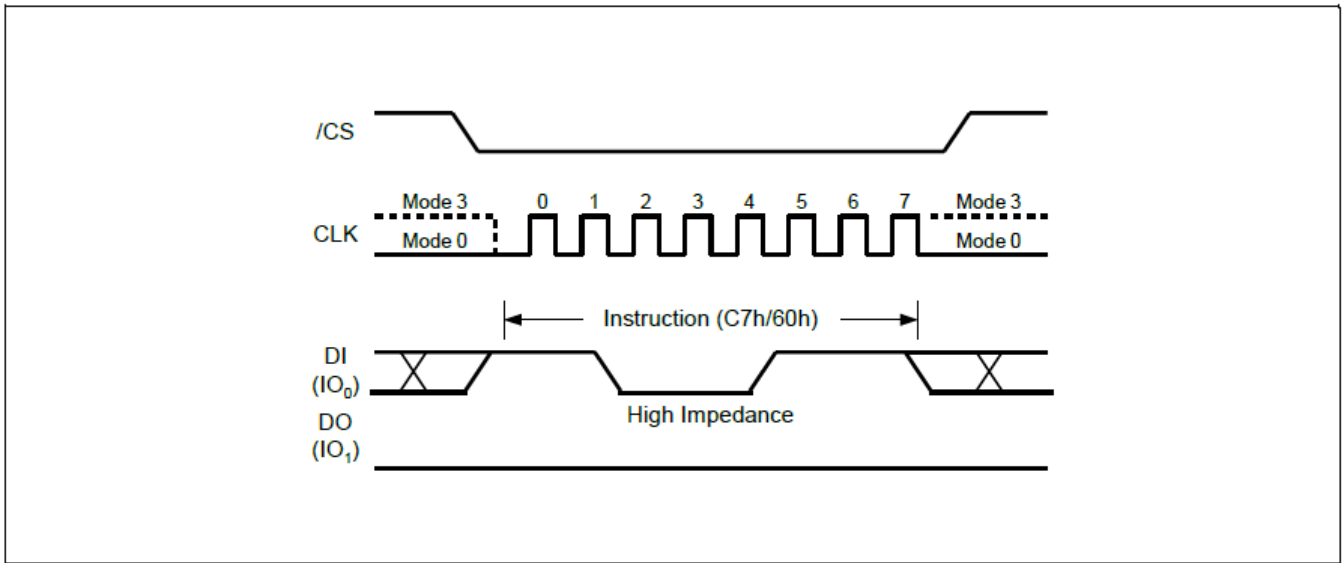 /CS
Mode 3 0 1 2 3 4 5 6 7 Mode 3
CLK
Mode 0 Mode 0
Instruction (C7h/60h)
DI
(IO0)
High Impedance
DO
(IO1)